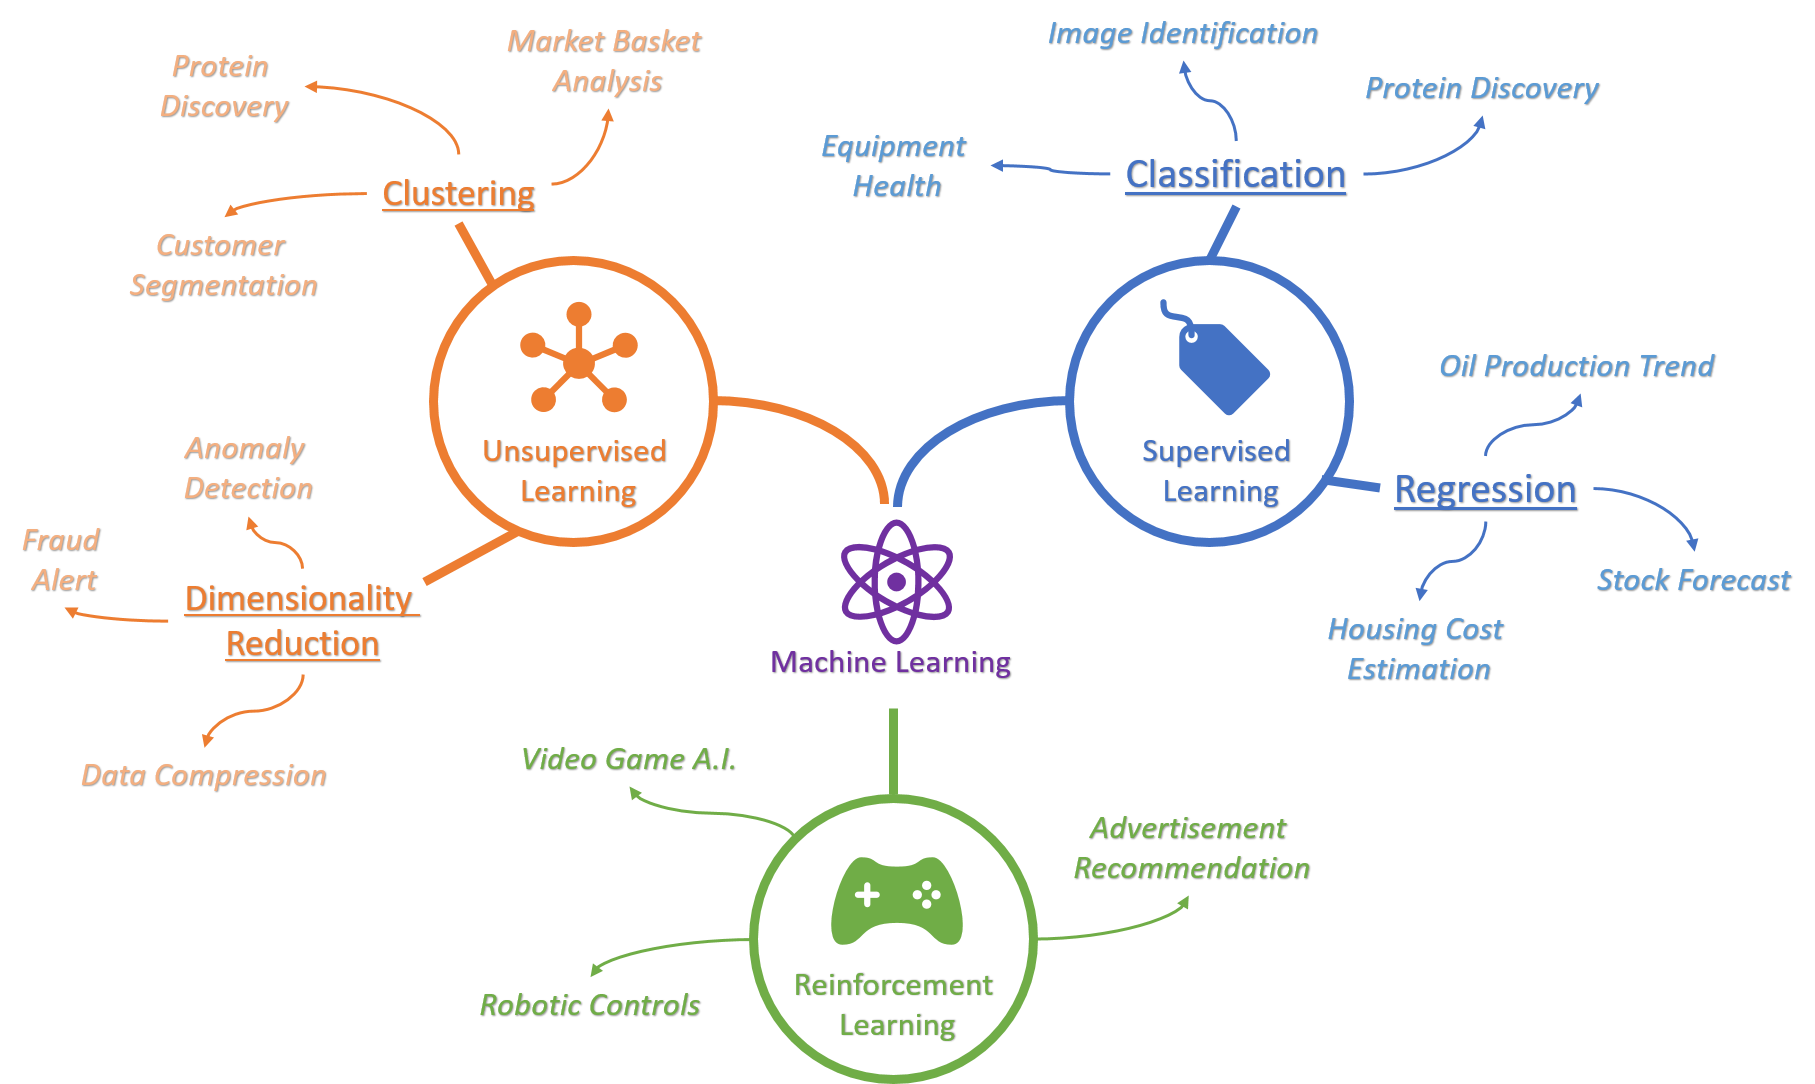 Market Basket
Analysis
Protein
Discovery
Clustering
Customer
Segmentation
Unsupervised
Learning
Anomaly
Detection
Fraud
Alert
Dimensionality
Reduction
Data Compression
Image Identification
Protein Discovery
Equipment
Health
Classification
Supervised
Learning
Oil Production Trend
Regression
Stock Forecast
Housing Cost
Estimation
Machine Learning
Video Game A.I.
Advertisement
Recommendation
Robotic Controls
Reinforcement
Learning